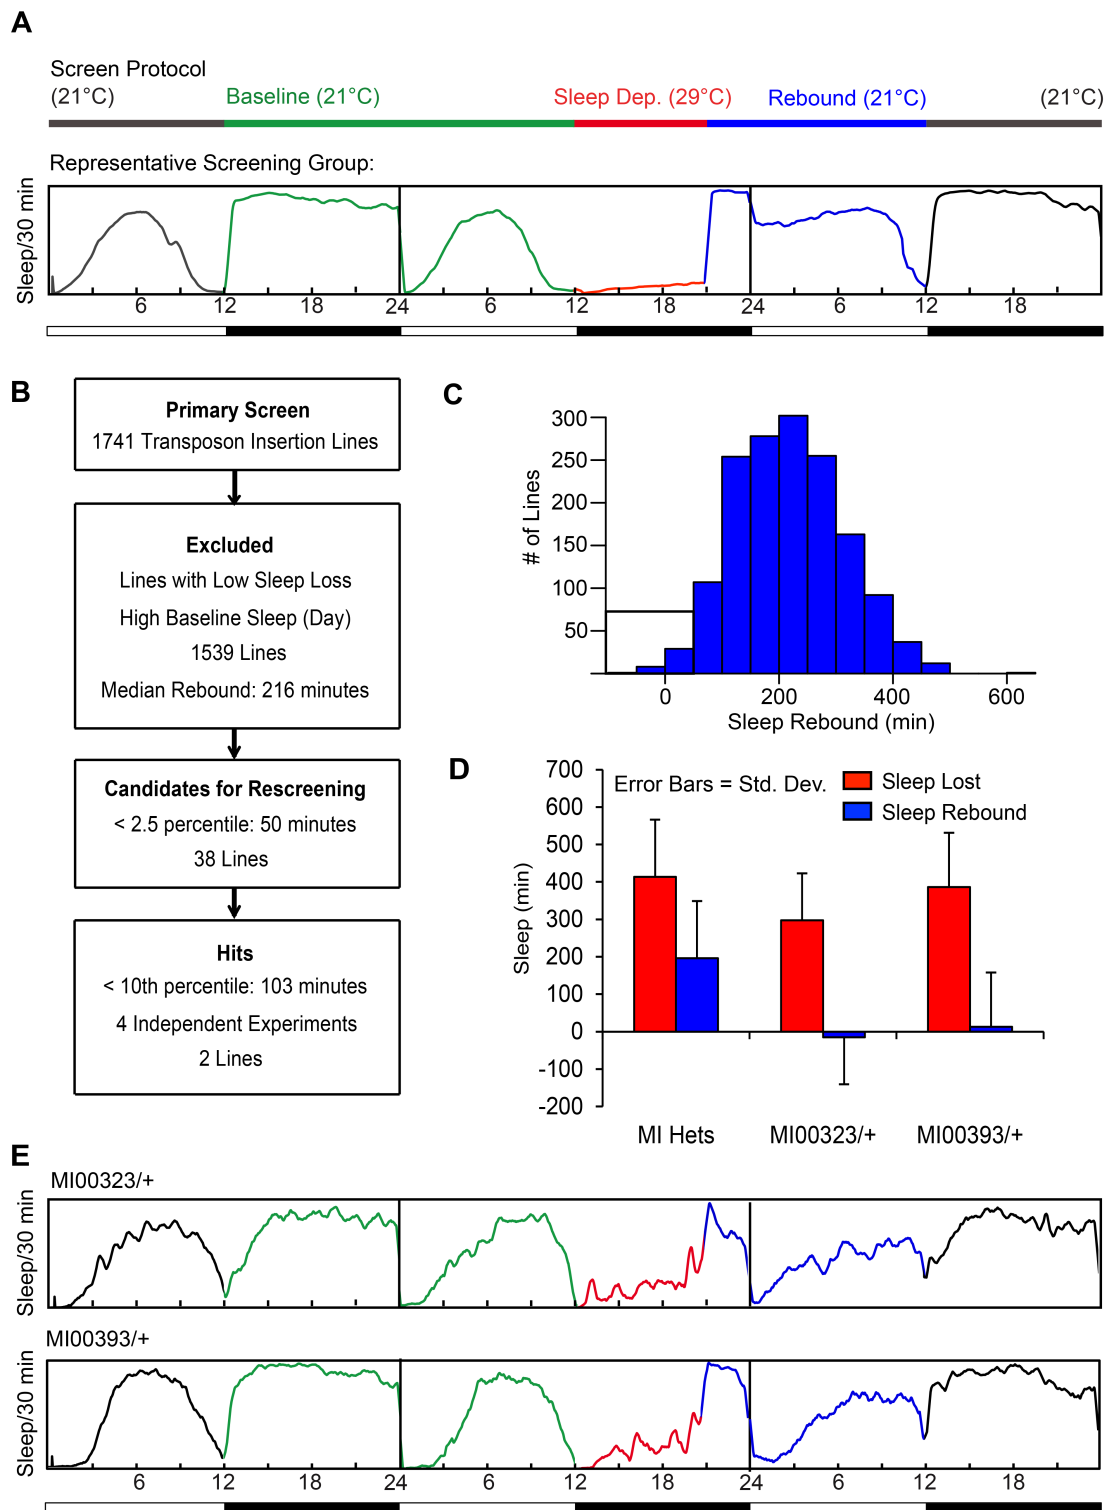 A
Screen Protocol
(21°C) Baseline (21°C) Sleep Dep. (29°C) Rebound (21°C) (21°C)
Representative Screening Group:
Sleep/30 min
6 12 18 24 6 12 18 24 6 12 18
B
Primary Screen
1741 Transposon Insertion Lines
Excluded
Lines with Low Sleep Loss
High Baseline Sleep (Day)
1539 Lines
Median Rebound: 216 minutes
Candidates for Rescreening
< 2.5 percentile: 50 minutes
38 Lines
Hits
< 10th percentile: 103 minutes
4 Independent Experiments
2 Lines
C
# of Lines
300
250
200
150
100
50
0 200 400 600
Sleep Rebound (min)
D
Error Bars = Std. Dev.
Sleep Lost
Sleep Rebound
Sleep (min)
700
600
500
400
300
200
100
0
-100
-200
MI Hets MI00323/+ MI00393/+
E
MI00323/+
Sleep/30 min
MI00393/+
Sleep/30 min
6 12 18 24 6 12 18 24 6 12 18